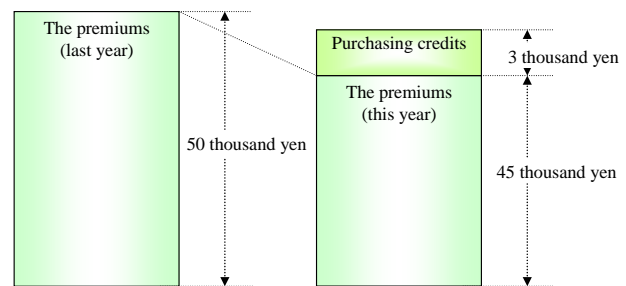 The premiums
(last year)
50 thousand yen
Purchasing credits
3 thousand yen
The premiums
(this year)
45 thousand yen